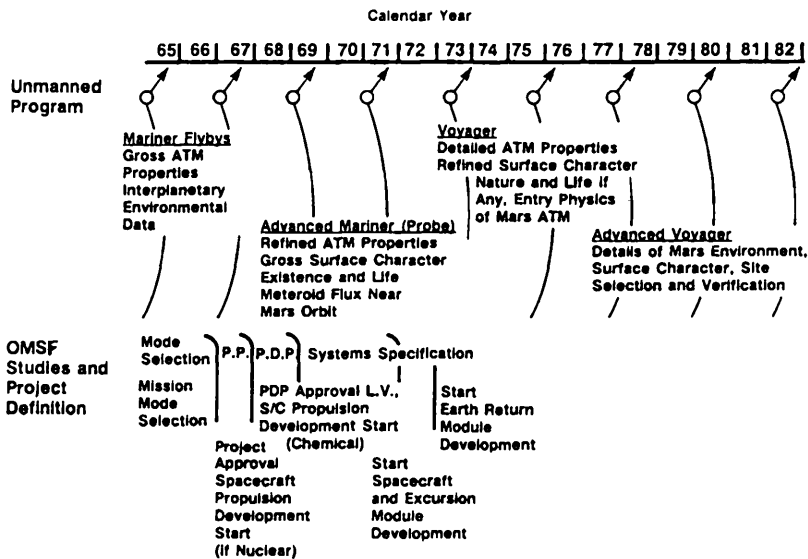 Calendar Year
65 66 67 68 69 70 71 72 73 74 75 76 77 78 79 80 81 82
Unmanned
Program
Mariner Flybys
Gross ATM
Properties
Interplanetary
Environmental
Data
Advanced Mariner (Probe)
Refined ATM Properties
Gross Surface Character
Existence and Life
Meteroid Flux Near
Mars Orbit
Voyager
Detailed ATM Properties
Refined Surface Character
Nature and Life if
Any, Entry Physics
of Mars ATM
Advanced Voyager
Details of Mars Environment,
Surface Character, Site
Selection and Verification
OMSF
Studies and
Project
Definition
Mode
Selection
P.P.
P.D.P.
Systems Specification
Mission
Mode
Selection
PDP Approval L.V.,
S/C Propulsion
Development Start
(Chemical)
Start
Earth Return
Module
Development
Project
Approval
Spacecraft
Propulsion
Development
Start
(if Nuclear)
Start
Spacecraft
and Excursion
Module
Development